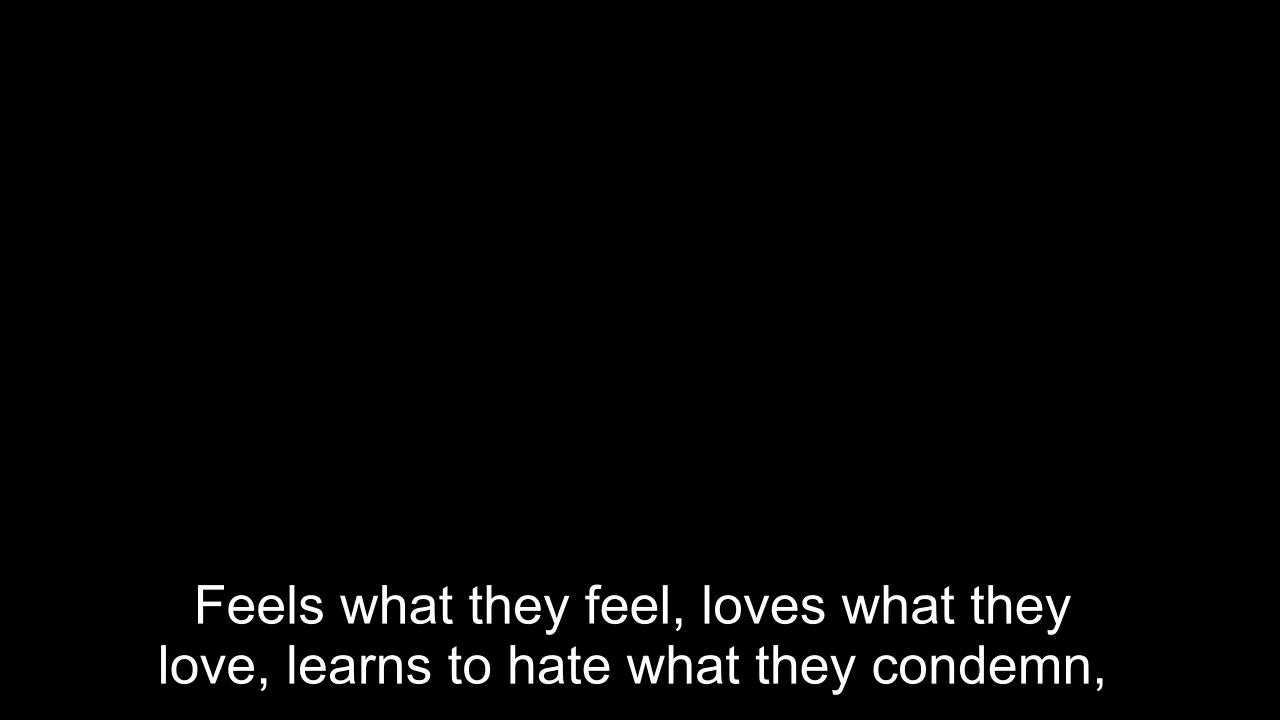 Feels what they feel, loves what they
love, learns to hate what they condemn,